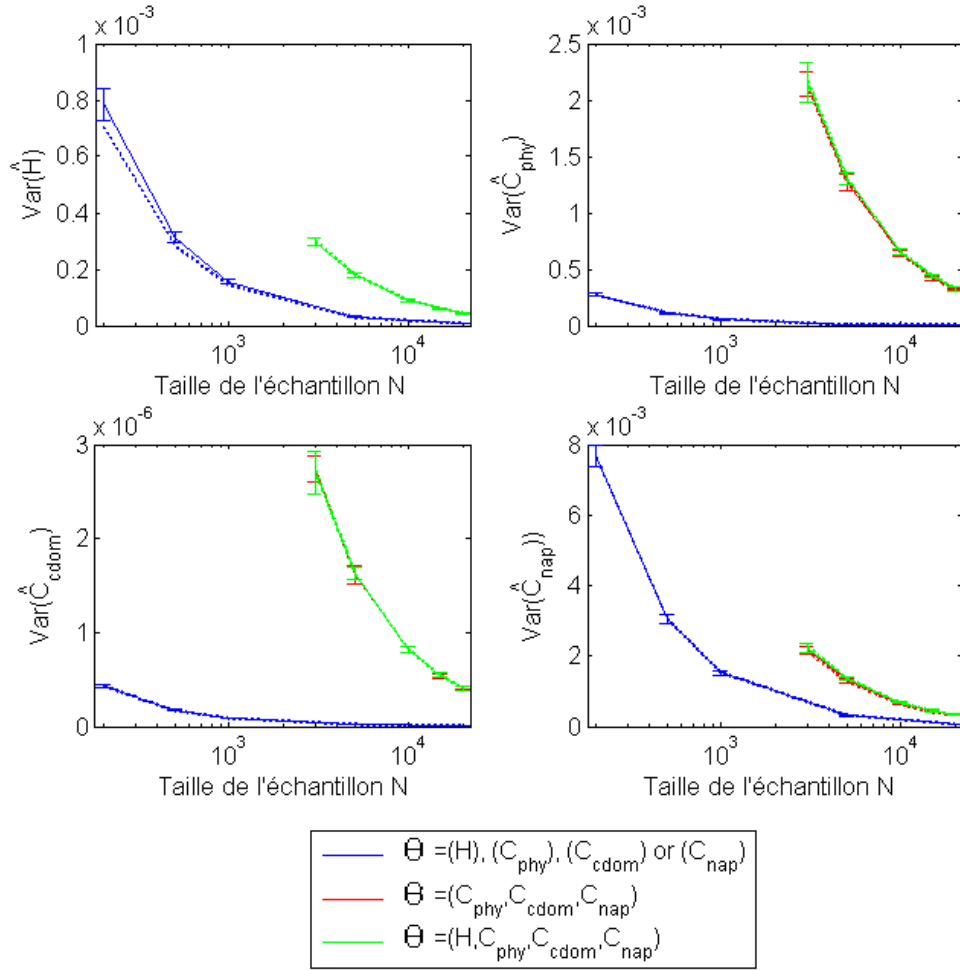 x 10^-3
1
0.8
0.6
0.4
0.2
0
Var(Ĥ)
10^3 10^4
Taille de l'échantillon N
x 10^-3
2.5
2
1.5
1
0.5
0
Var(Ĉ_phy)
10^3 10^4
Taille de l'échantillon N
x 10^-6
3
2
1
0
Var(Ĉ_cdom)
10^3 10^4
Taille de l'échantillon N
x 10^-3
8
6
4
2
0
Var(Ĉ_nap))
10^3 10^4
Taille de l'échantillon N
Θ =(H), (C_phy), (C_cdom) or (C_nap)
Θ =(C_phy,C_cdom,C_nap)
Θ =(H,C_phy,C_cdom,C_nap)